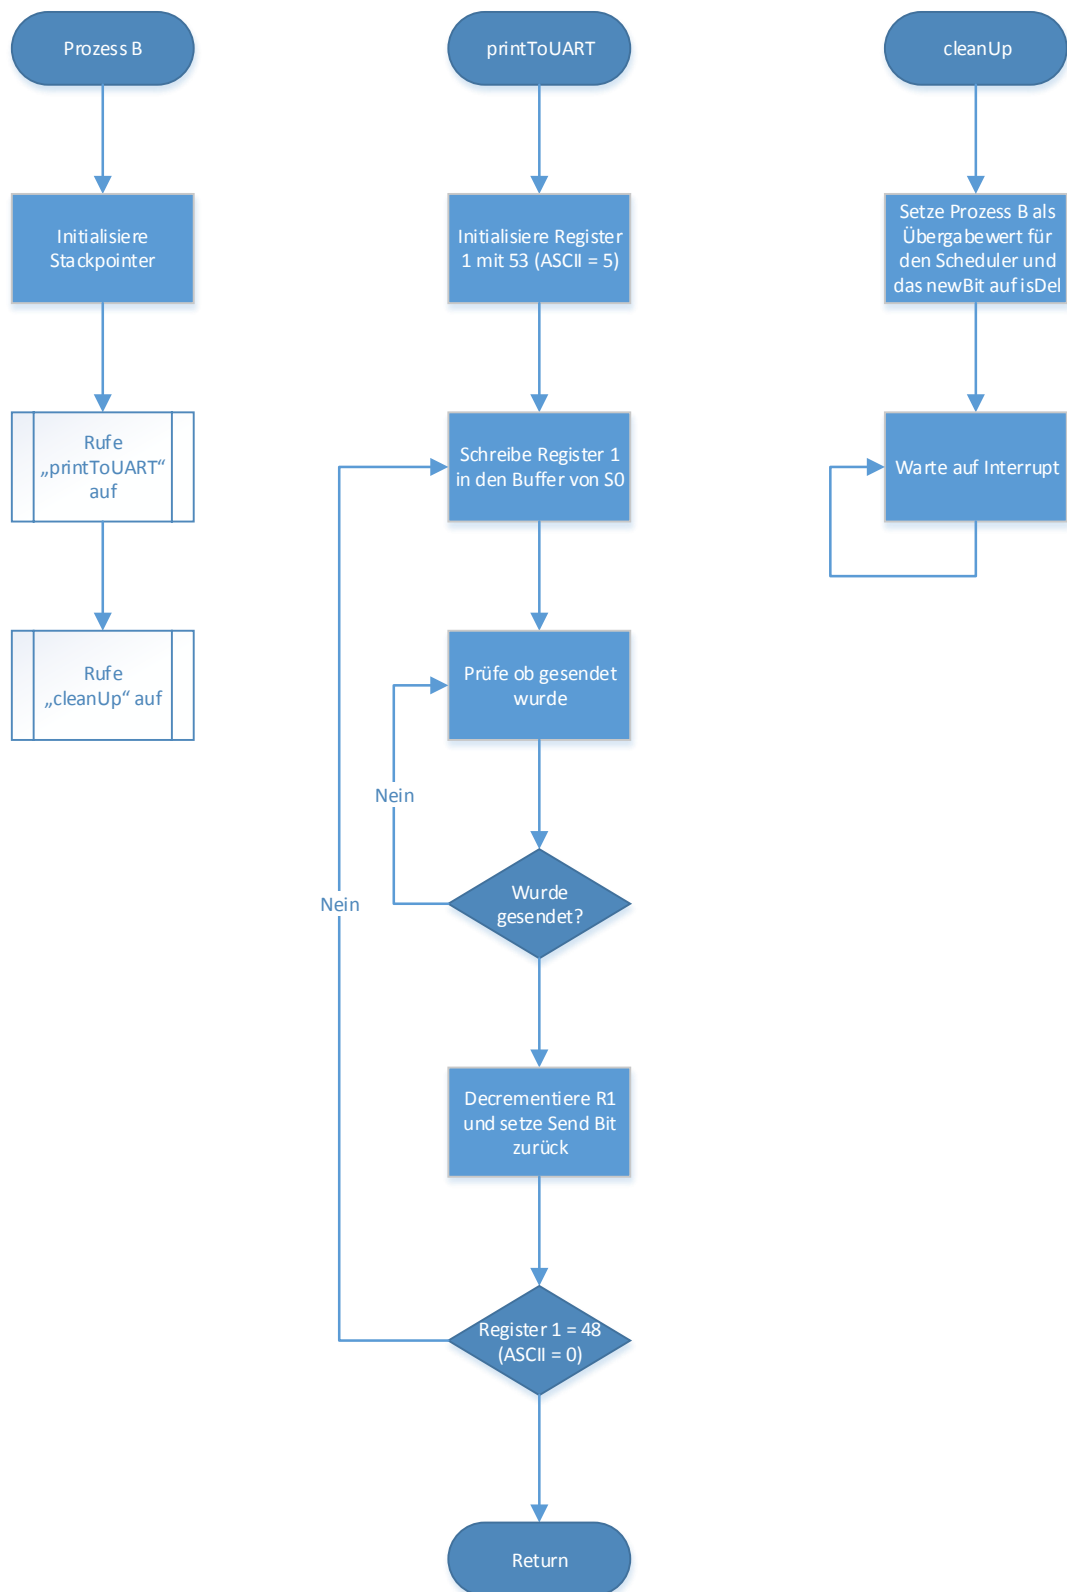 Prozess B
Initialisiere
Stackpointer
Rufe
„printToUART“
auf
Rufe
„cleanUp“ auf
printToUART
Initialisiere Register
1 mit 53 (ASCII = 5)
Schreibe Register 1
in den Buffer von S0
Prüfe ob gesendet
wurde
Nein
Wurde
gesendet?
Nein
Decrementiere R1
und setze Send Bit
zurück
Register 1 = 48
(ASCII = 0)
Return
cleanUp
Setze Prozess B als
Übergabewert für
den Scheduler und
das newBit auf isDel
Warte auf Interrupt